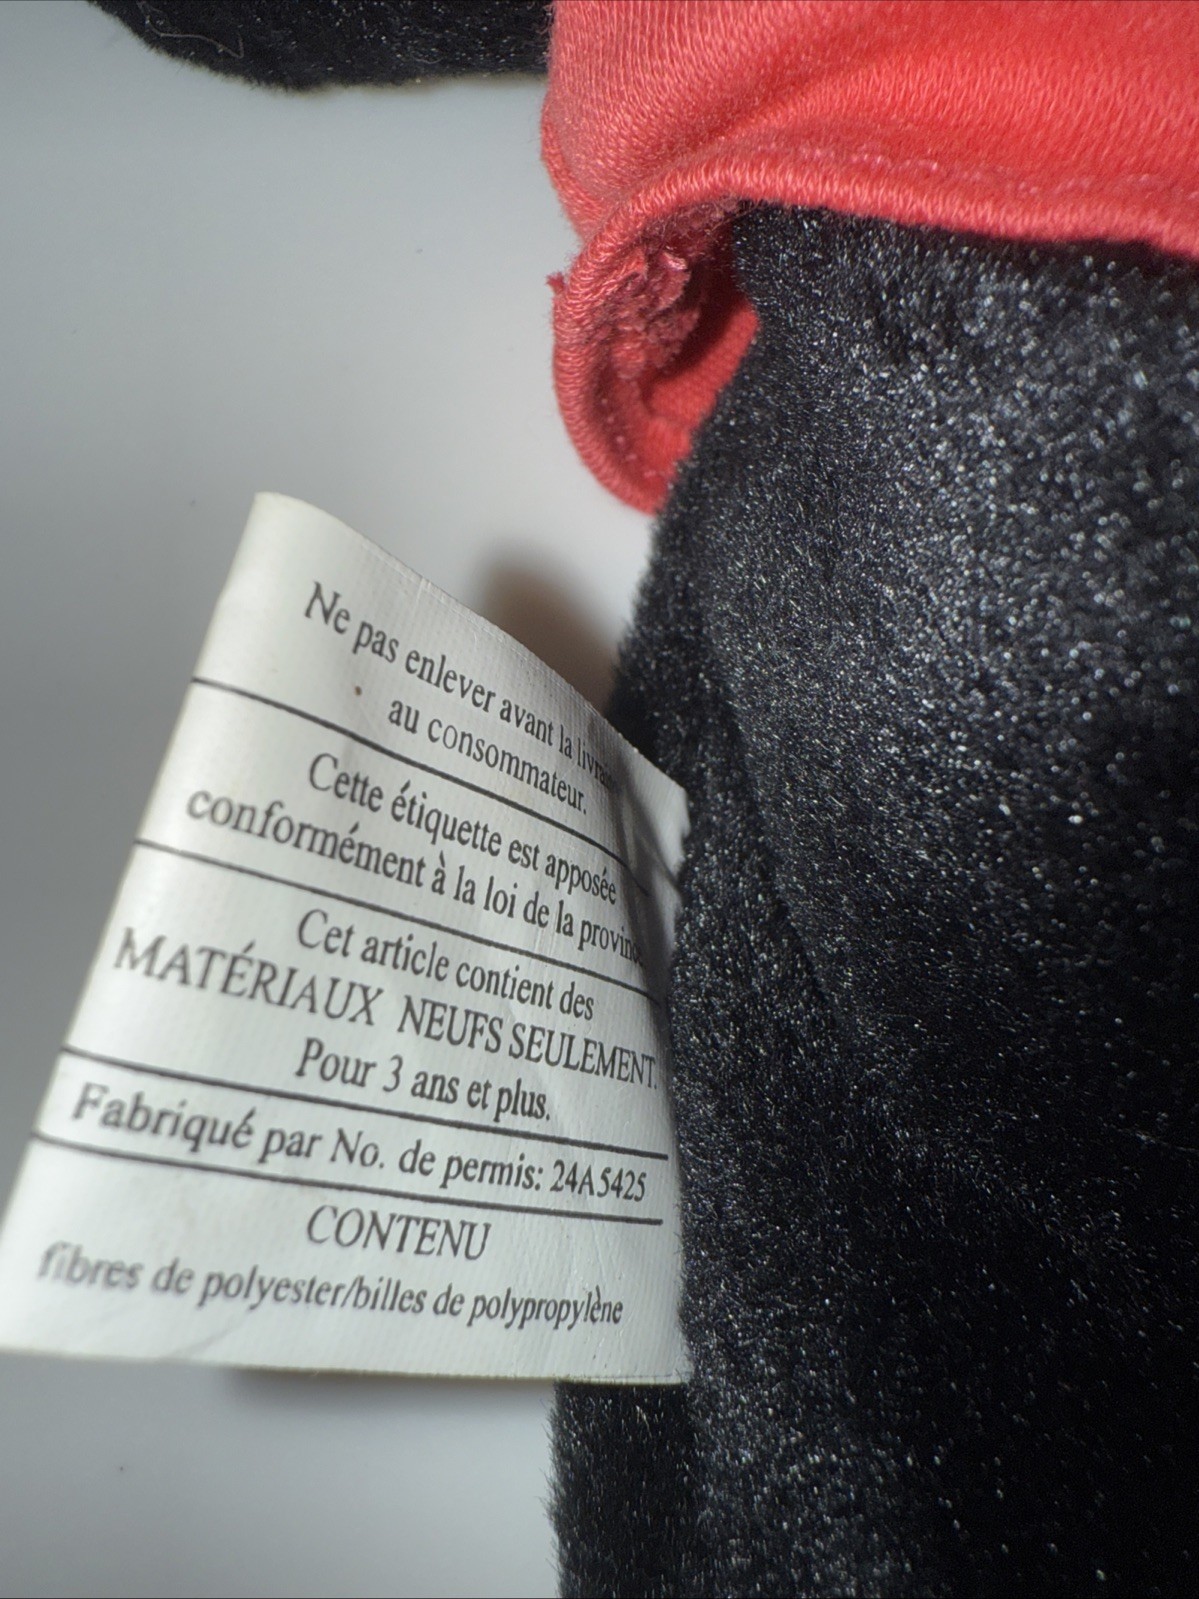 Ne pas enlever avant la
au consommateur.
Cette étiquette est apposée
conformément à la loi de la
Cet article contient des
MATÉRIAUX NEUFS SEULEMENT.
Pour 3 ans et plus.
Fabriqué par No. de permis: 24A5425
CONTENU
fibres de polyester/billes de polypropylène